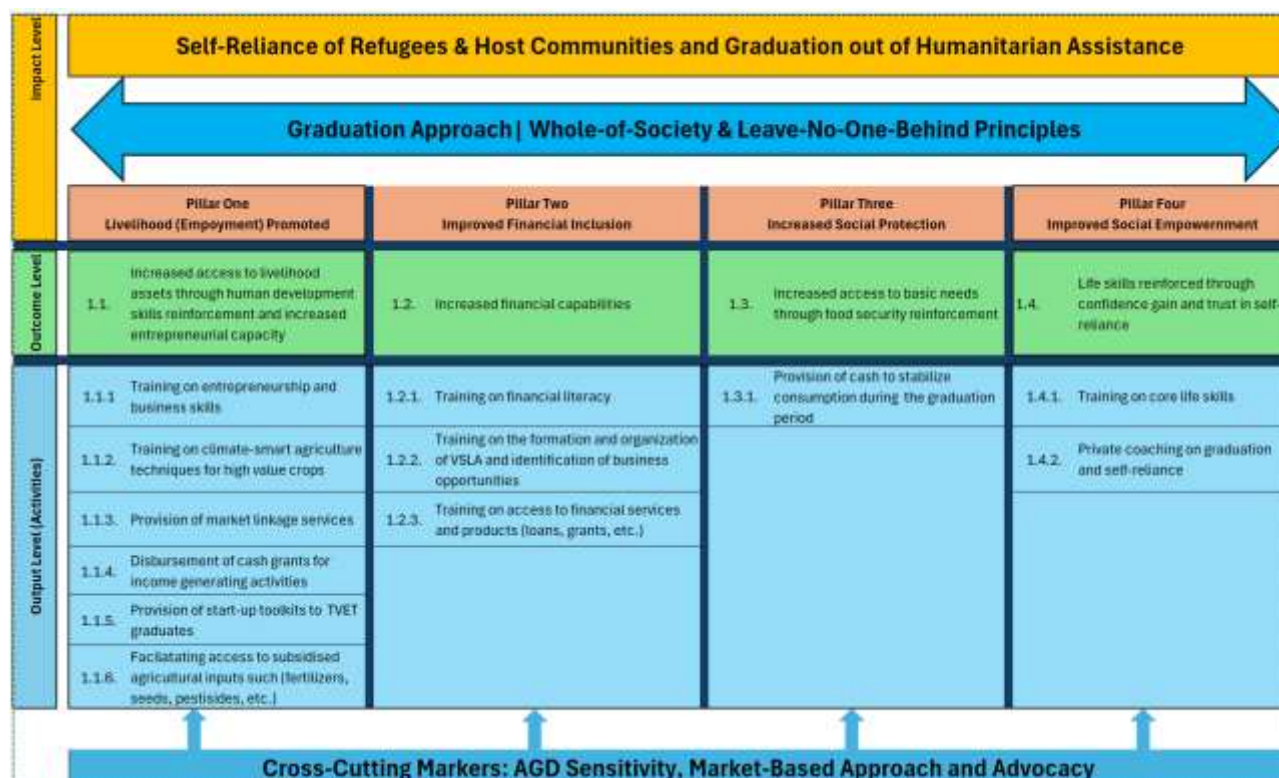 Impact Level
Self-Reliance of Refugees & Host Communities and Graduation out of Humanitarian Assistance
Graduation Approach| Whole-of-Society & Leave-No-One-Behind Principles
Pillar One
Livelihood (Empoyment) Promoted
Pillar Two
Improved Financial Inclusion
Pillar Three
Increased Social Protection
Pillar Four
Improved Social Empowernment
Outcome Level
1.1. Increased access to livelihood
assets through human development
skills reinforcement and increased
entrepreneurial capacity
1.2. Increased financial capabilities
1.3. Increased access to basic needs
through food security reinforcement
1.4. Life skills reinforced through
confidence gain and trust in self-
reliance
Output Level (Activities)
1.1.1 Training on entrepreneurship and
business skills
1.1.2. Training on climate-smart agriculture
techniques for high value crops
1.1.3. Provision of market linkage services
1.1.4. Disbursement of cash grants for
income generating activities
1.1.5. Provision of start-up toolkits to TVET
graduates
1.1.6. Faciliatating access to subsidised
agricultural inputs such (fertilizers,
seeds, pestisides, etc.)
1.2.1. Training on financial literacy
1.2.2. Training on the formation and organization
of VSLA and identification of business
opportunities
1.2.3. Training on access to financial services
and products (loans, grants, etc.)
1.3.1. Provision of cash to stabilize
consumption during the graduation
period
1.4.1. Training on core life skills
1.4.2. Private coaching on graduation
and self-reliance
Cross-Cutting Markers: AGD Sensitivity, Market-Based Approach and Advocacy